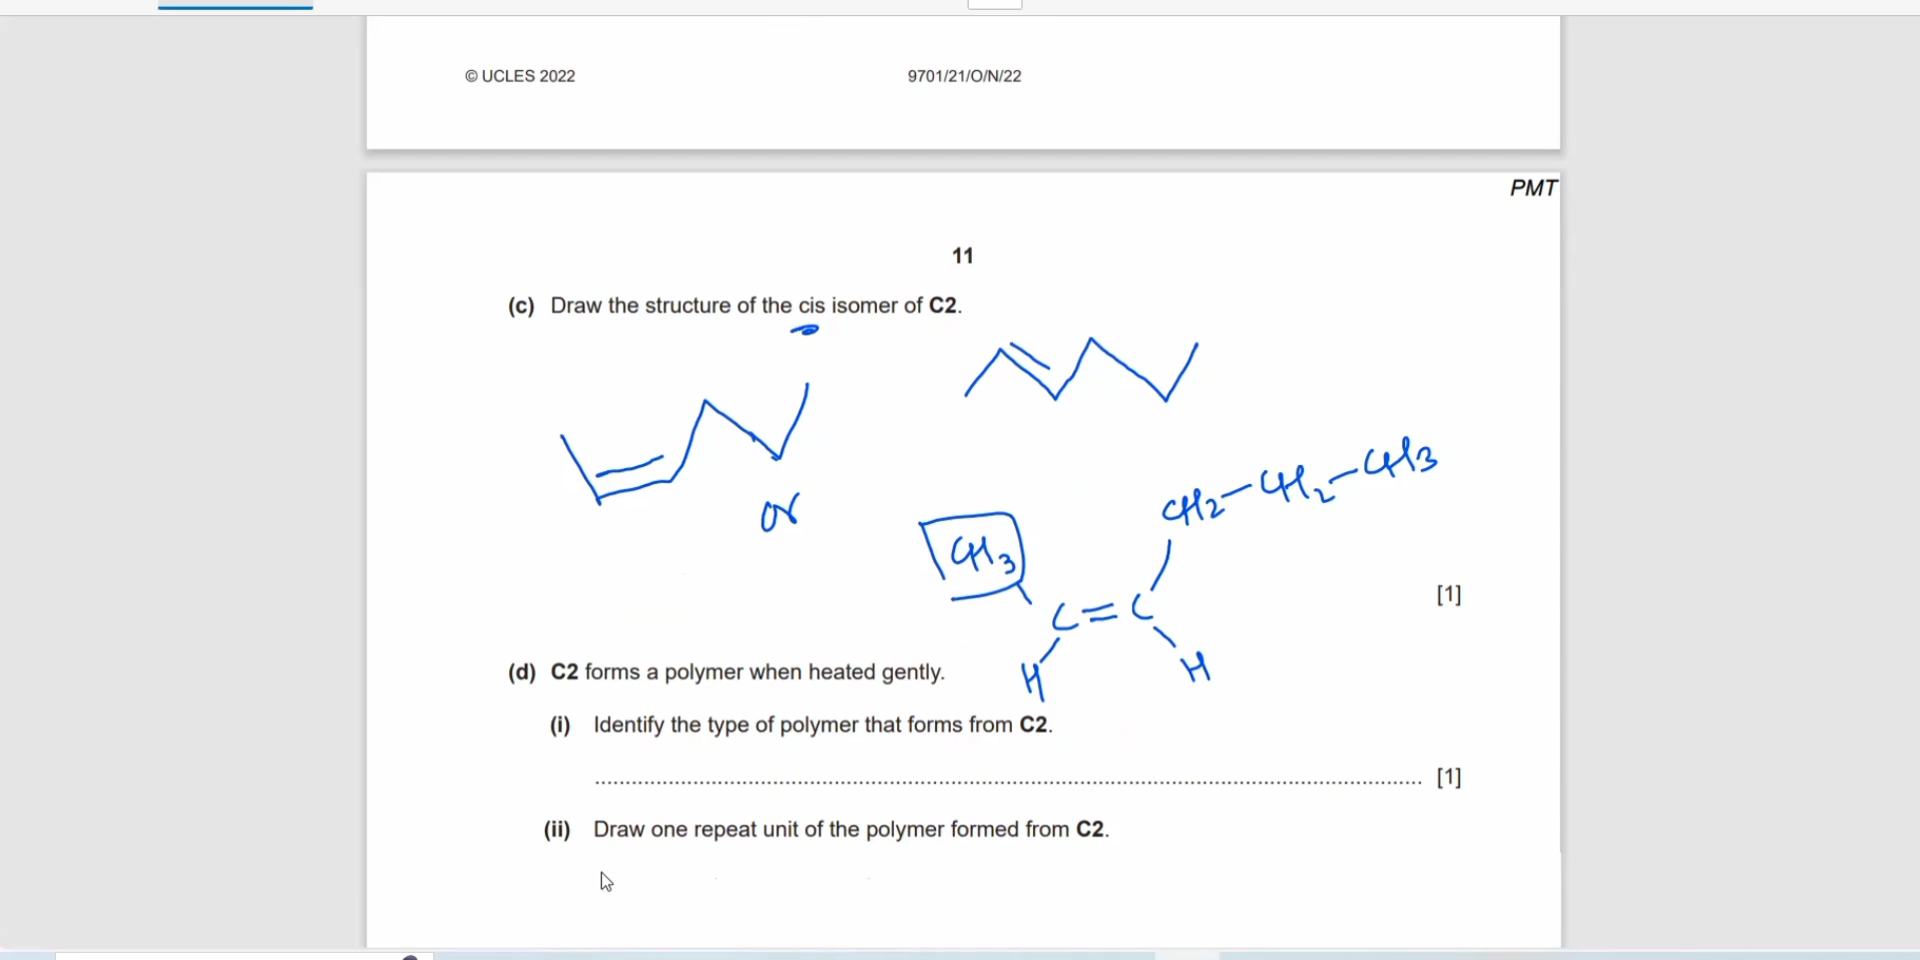 © UCLES 2022 9701/21/O/N/22
PMT
11
(c) Draw the structure of the cis isomer of C2.
or
CH2-CH2-CH3
CH3
C=C
[1]
H H
(d) C2 forms a polymer when heated gently.
(i) Identify the type of polymer that forms from C2.
.......................................................................................................................................... [1]
(ii) Draw one repeat unit of the polymer formed from C2.